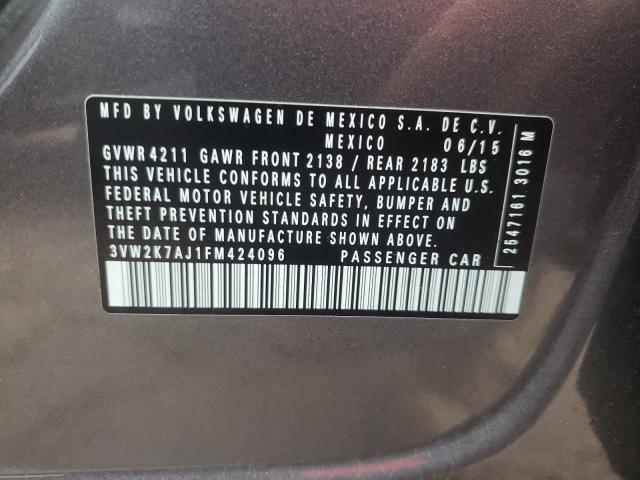 MFD BY VOLKSWAGEN DE MEXICO S.A. DE C.V.
MEXICO 06/15
GVWR 4211 GAWR FRONT 2138 / REAR 2183 LBS
THIS VEHICLE CONFORMS TO ALL APPLICABLE U.S.
FEDERAL MOTOR VEHICLE SAFETY, BUMPER AND
THEFT PREVENTION STANDARDS IN EFFECT ON
THE DATE OF MANUFACTURE SHOWN ABOVE.
3VW2K7AJ1FM424096 PASSENGER CAR
2547161 3016 M